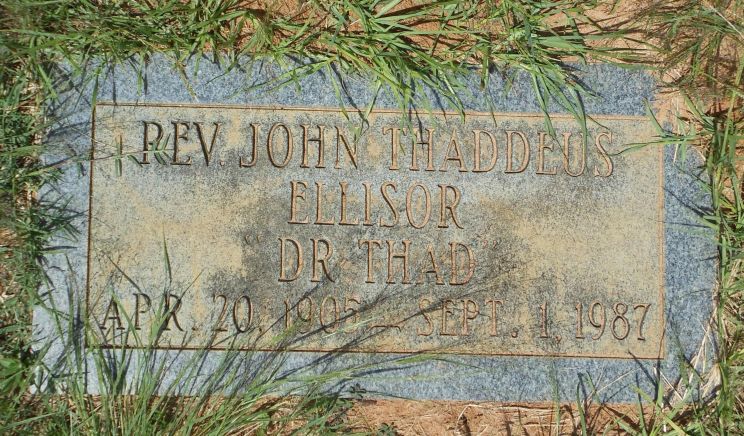 REV. JOHN THADDEUS
ELLISOR
"DR. THAD"
APR. 20, 1905 – SEPT. 1, 1987